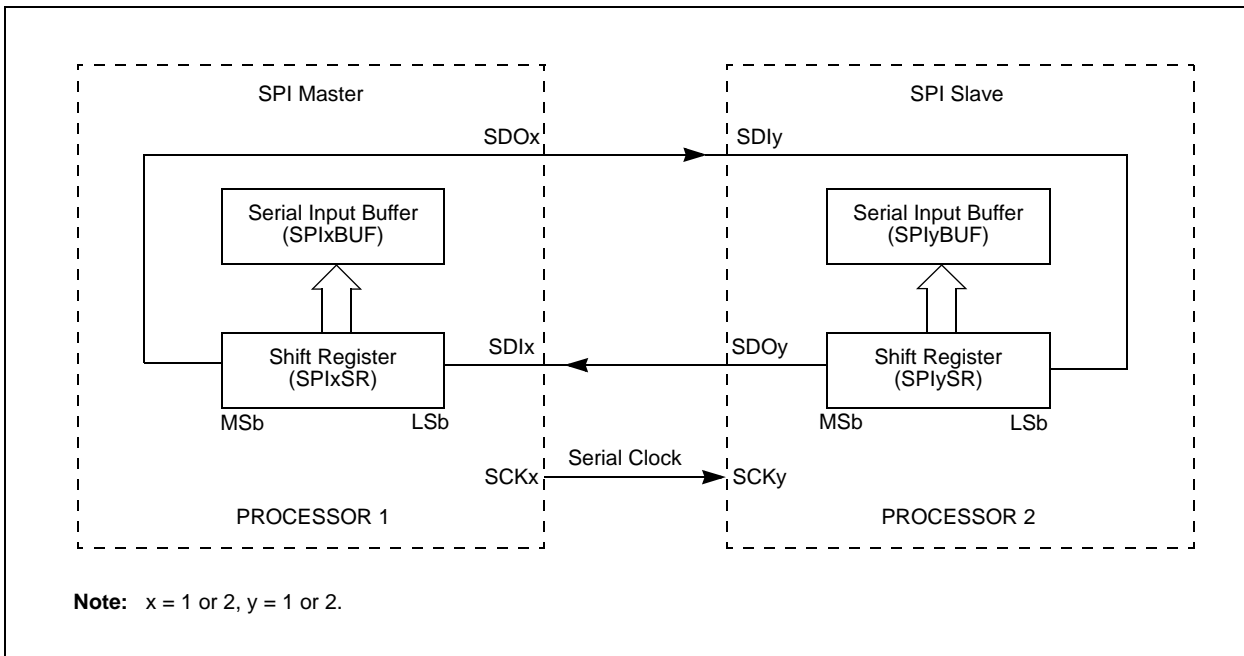 SPI Master
SPI Slave
SDOx
SDIy
Serial Input Buffer
(SPIxBUF)
Serial Input Buffer
(SPIyBUF)
Shift Register
(SPIxSR)
SDIx
SDOy
Shift Register
(SPIySR)
MSb
LSb
MSb
LSb
Serial Clock
SCKx
SCKy
PROCESSOR 1
PROCESSOR 2
Note: x = 1 or 2, y = 1 or 2.